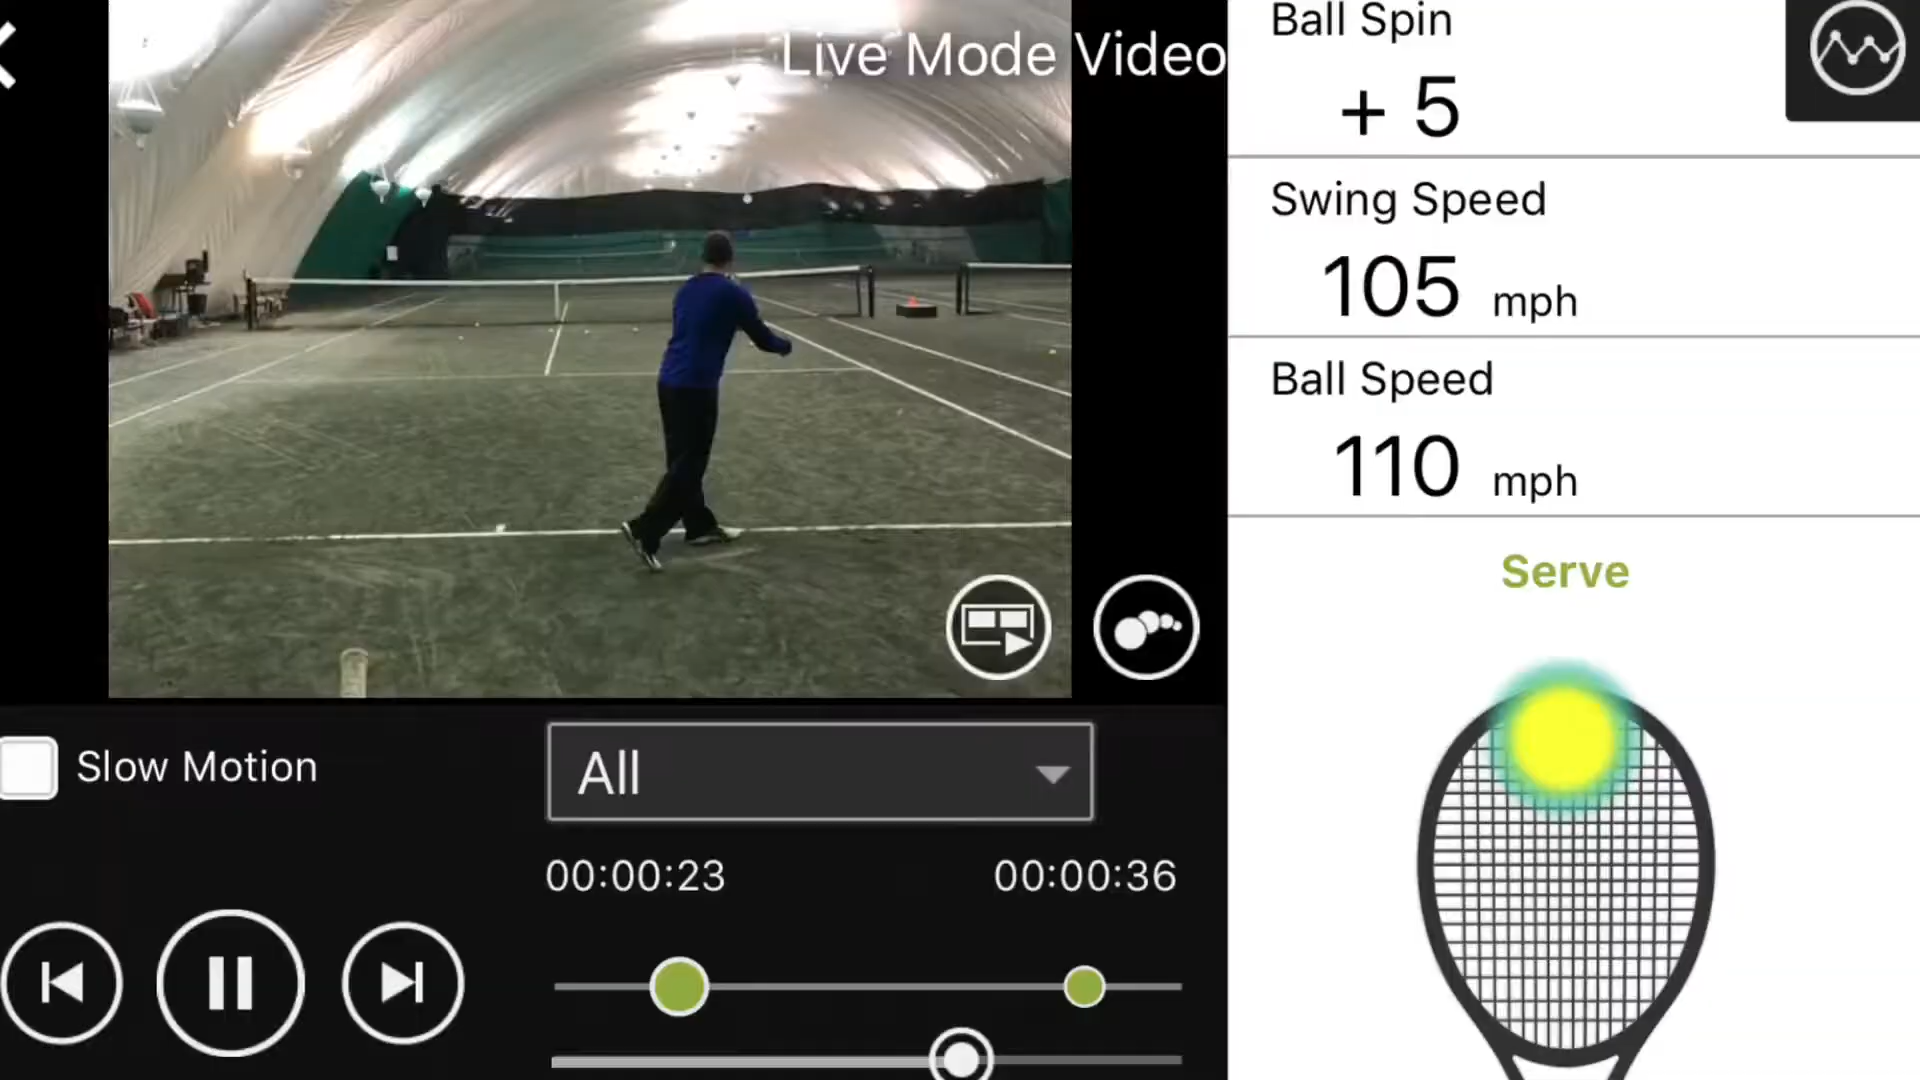 Live Mode Video
Ball Spin
+ 5
Swing Speed
105 mph
Ball Speed
110 mph
Serve
Slow Motion
All
00:00:23
00:00:36